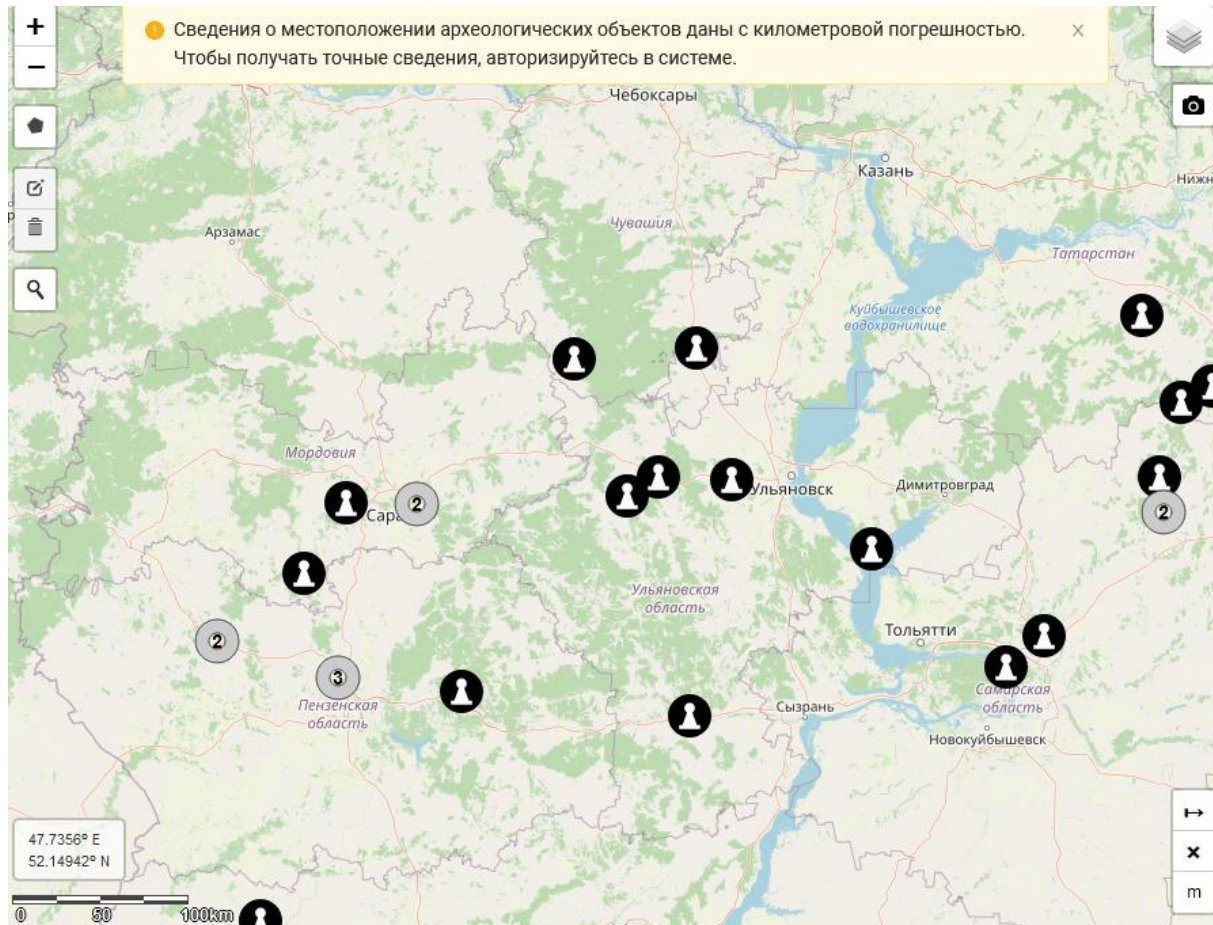 +
Сведения о местоположении археологических объектов даны с километровой погрешностью. ×
−
Чтобы получать точные сведения, авторизируйтесь в системе.
Чебоксары
Казань
Нижн
Чувашия
Арзамас
Татарстан
Куйбышевское
водохранилище
Мордовия
Ульяновск
Димитровград
2
Сара
2
Ульяновская
область
Тольятти
2
3
Самарская
область
Пензенская
область
Сызрань
Новокуйбышевск
47.7356º E
52.14942º N
m
0 50 100km